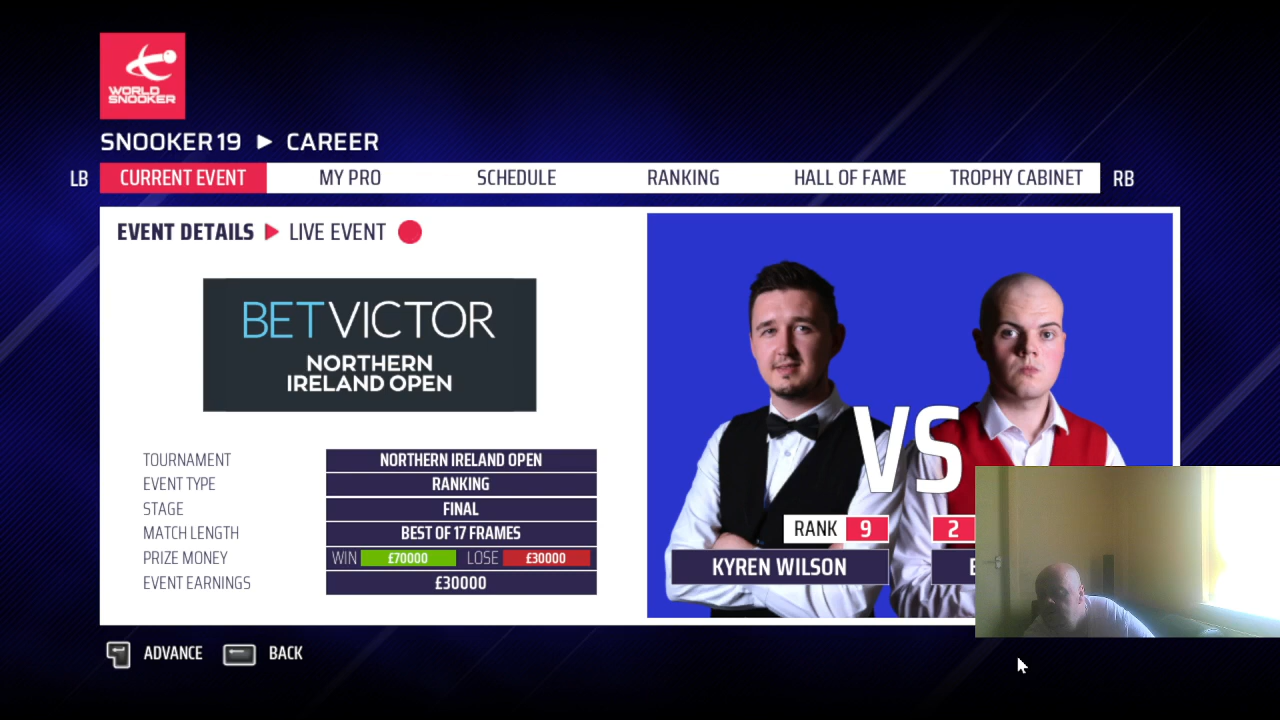 WORLD
SNOOKER
SNOOKER 19 ► CAREER
LB CURRENT EVENT MY PRO SCHEDULE RANKING HALL OF FAME TROPHY CABINET RB
EVENT DETAILS ► LIVE EVENT
BETVICTOR
NORTHERN
IRELAND OPEN
TOURNAMENT NORTHERN IRELAND OPEN
EVENT TYPE RANKING
STAGE FINAL
MATCH LENGTH BEST OF 17 FRAMES
PRIZE MONEY WIN £70000 LOSE £30000
EVENT EARNINGS £30000
VS
RANK 9 2
KYREN WILSON
ADVANCE BACK